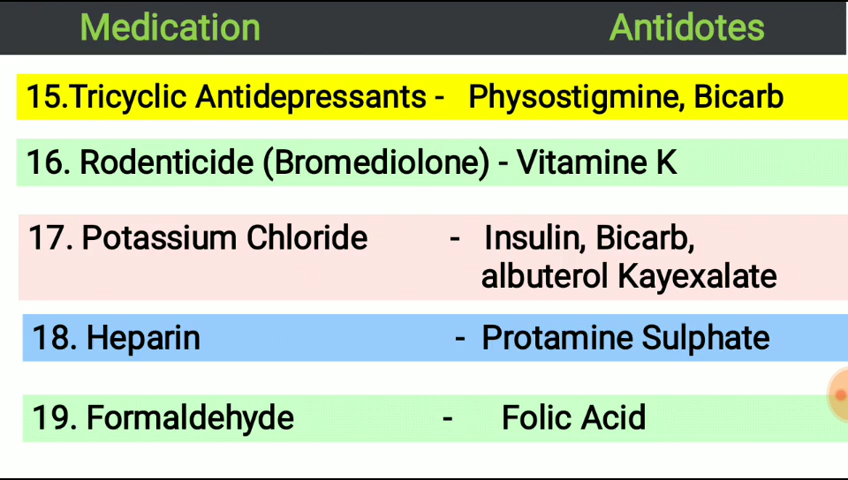 Medication Antidotes
15.Tricyclic Antidepressants - Physostigmine, Bicarb
16. Rodenticide (Bromediolone) - Vitamine K
17. Potassium Chloride - Insulin, Bicarb,
albuterol Kayexalate
18. Heparin - Protamine Sulphate
19. Formaldehyde - Folic Acid